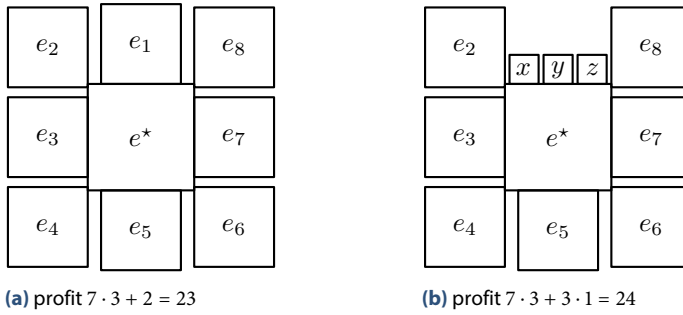 e₂ e₁ e₈
e₃ e⋆ e₇
e₄ e₅ e₆
(a) profit 7 · 3 + 2 = 23
e₂ x y z e₈
e₃ e⋆ e₇
e₄ e₅ e₆
(b) profit 7 · 3 + 3 · 1 = 24